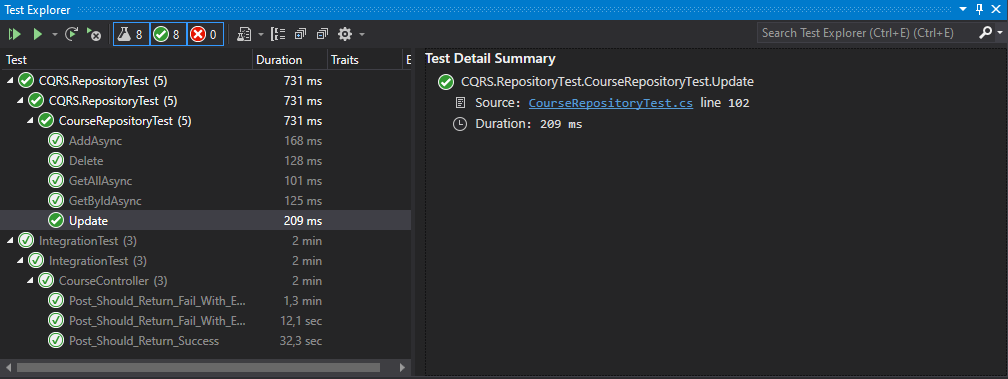 Test Explorer
8 8 0
Search Test Explorer (Ctrl+E) (Ctrl+E)
Test Duration Traits E
CQRS.RepositoryTest (5) 731 ms
CQRS.RepositoryTest (5) 731 ms
CourseRepositoryTest (5) 731 ms
AddAsync 168 ms
Delete 128 ms
GetAllAsync 101 ms
GetByIdAsync 125 ms
Update 209 ms
IntegrationTest (3) 2 min
IntegrationTest (3) 2 min
CourseController (3) 2 min
Post_Should_Return_Fail_With_E... 1,3 min
Post_Should_Return_Fail_With_E... 12,1 sec
Post_Should_Return_Success 32,3 sec
Test Detail Summary
CQRS.RepositoryTest.CourseRepositoryTest.Update
Source: CourseRepositoryTest.cs line 102
Duration: 209 ms